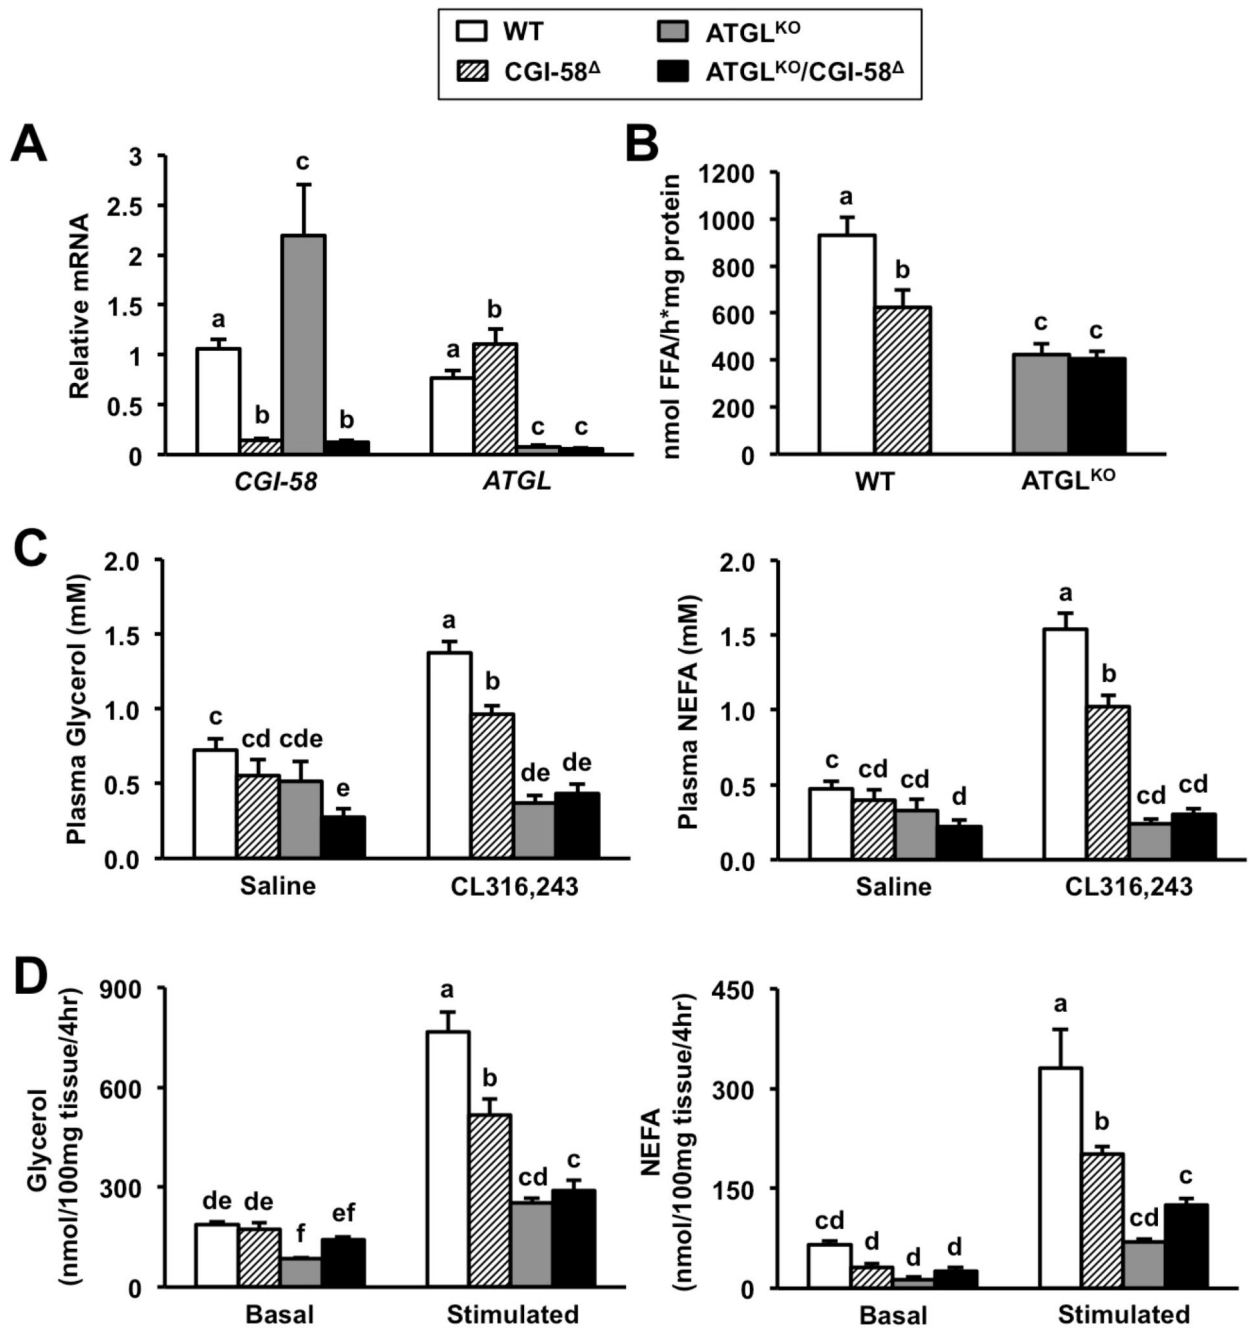 WT
ATGL^KO
CGI-58^Δ
ATGL^KO/CGI-58^Δ
A
Relative mRNA
3
2.5
2
1.5
1
0.5
0
a
b
c
b
a
b
c
c
CGI-58
ATGL
B
nmol FFA/h*mg protein
1200
1000
800
600
400
200
0
a
b
c
c
WT
ATGL^KO
C
Plasma Glycerol (mM)
2.0
1.5
1.0
0.5
0.0
c
cd
cde
e
a
b
de
de
Saline
CL316,243
Plasma NEFA (mM)
2.0
1.5
1.0
0.5
0.0
c
cd
cd
d
a
b
cd
cd
Saline
CL316,243
D
Glycerol
(nmol/100mg tissue/4hr)
900
600
300
0
de
de
f
ef
a
b
cd
c
Basal
Stimulated
NEFA
(nmol/100mg tissue/4hr)
450
300
150
0
cd
d
d
d
a
b
cd
c
Basal
Stimulated